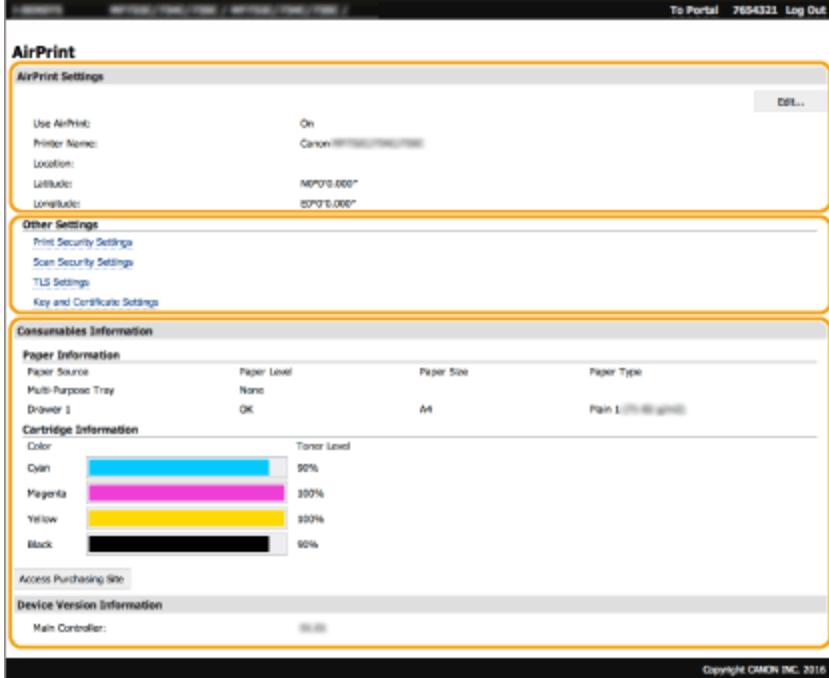 To Portal 7654321 Log Out
AirPrint
AirPrint Settings
Edit...
Use AirPrint: On
Printer Name: Canon
Location:
Latitude: N0°0'0.000"
Longitude: E0°0'0.000"
Other Settings
Print Security Settings
Scan Security Settings
TLS Settings
Key and Certificate Settings
Consumables Information
Paper Information
Paper Source Paper Level Paper Size Paper Type
Multi-Purpose Tray None
Drawer 1 OK A4 Plain 1
Cartridge Information
Color Toner Level
Cyan 90%
Magenta 100%
Yellow 100%
Black 90%
Access Purchasing Site
Device Version Information
Main Controller:
Copyright CANON INC. 2016